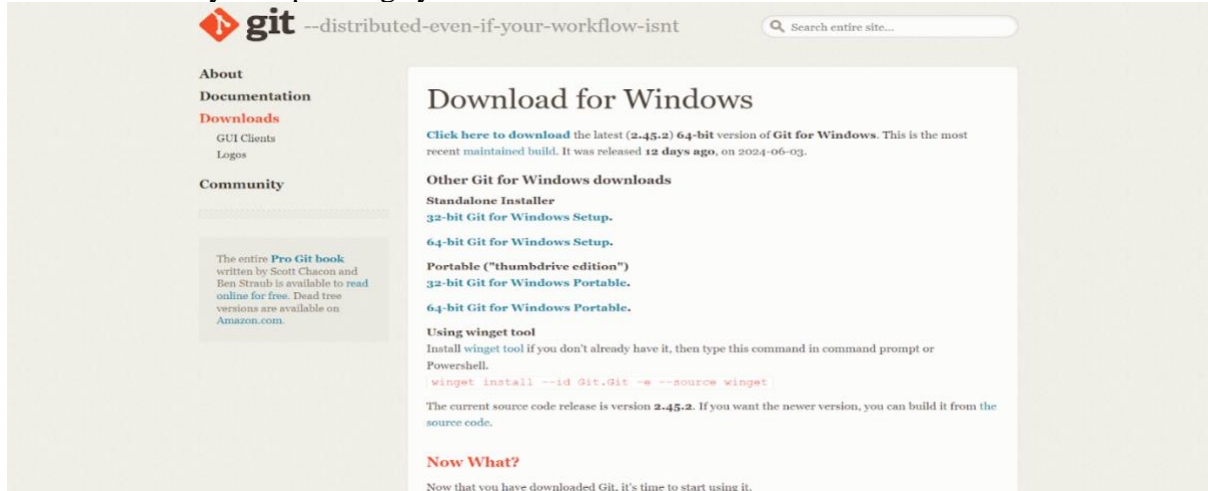 git --distributed-even-if-your-workflow-isnt
Search entire site...
About
Documentation
Downloads
GUI Clients
Logos
Community
The entire Pro Git book
written by Scott Chacon and
Ben Straub is available to read
online for free. Dead tree
versions are available on
Amazon.com.
Download for Windows
Click here to download the latest (2.45.2) 64-bit version of Git for Windows. This is the most
recent maintained build. It was released 12 days ago, on 2024-06-03.
Other Git for Windows downloads
Standalone Installer
32-bit Git for Windows Setup.
64-bit Git for Windows Setup.
Portable ("thumbdrive edition")
32-bit Git for Windows Portable.
64-bit Git for Windows Portable.
Using winget tool
Install winget tool if you don't already have it, then type this command in command prompt or
Powershell.
winget install --id Git.Git -e --source winget
The current source code release is version 2.45.2. If you want the newer version, you can build it from the
source code.
Now What?
Now that you have downloaded Git, it's time to start using it.